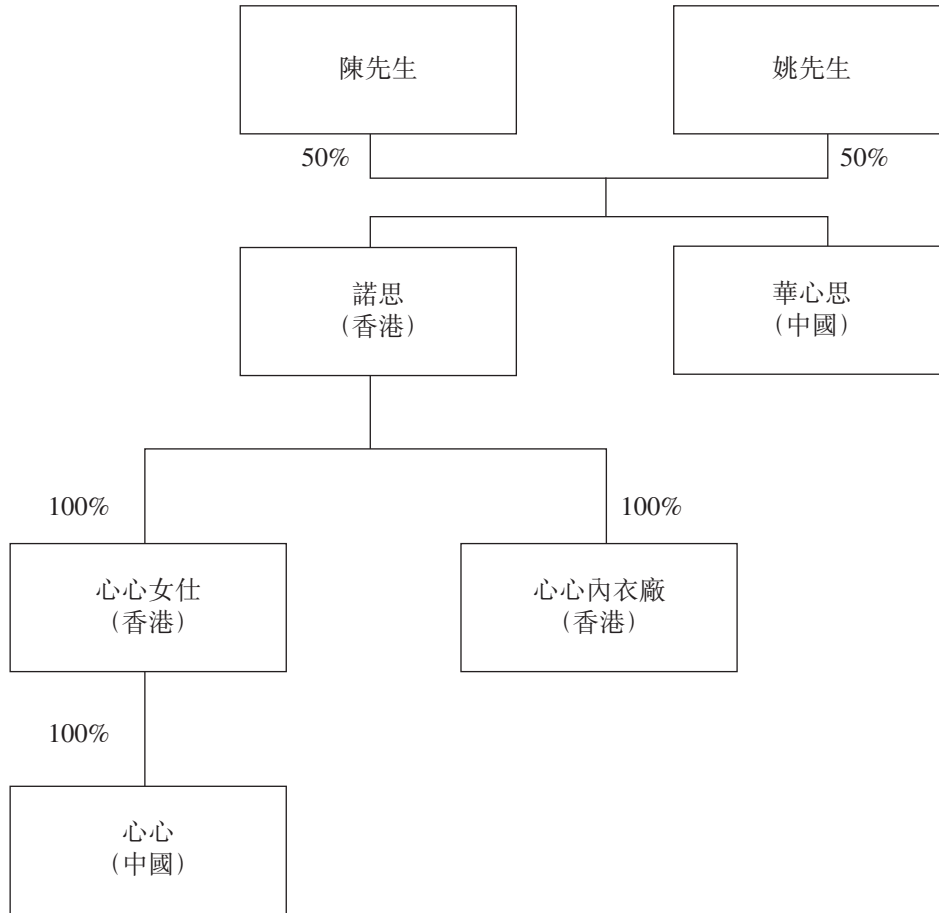 陳先生
姚先生
50%
50%
諾思
（香港）
華心思
（中國）
100%
100%
心心女仕
（香港）
心心內衣廠
（香港）
100%
心心
（中國）